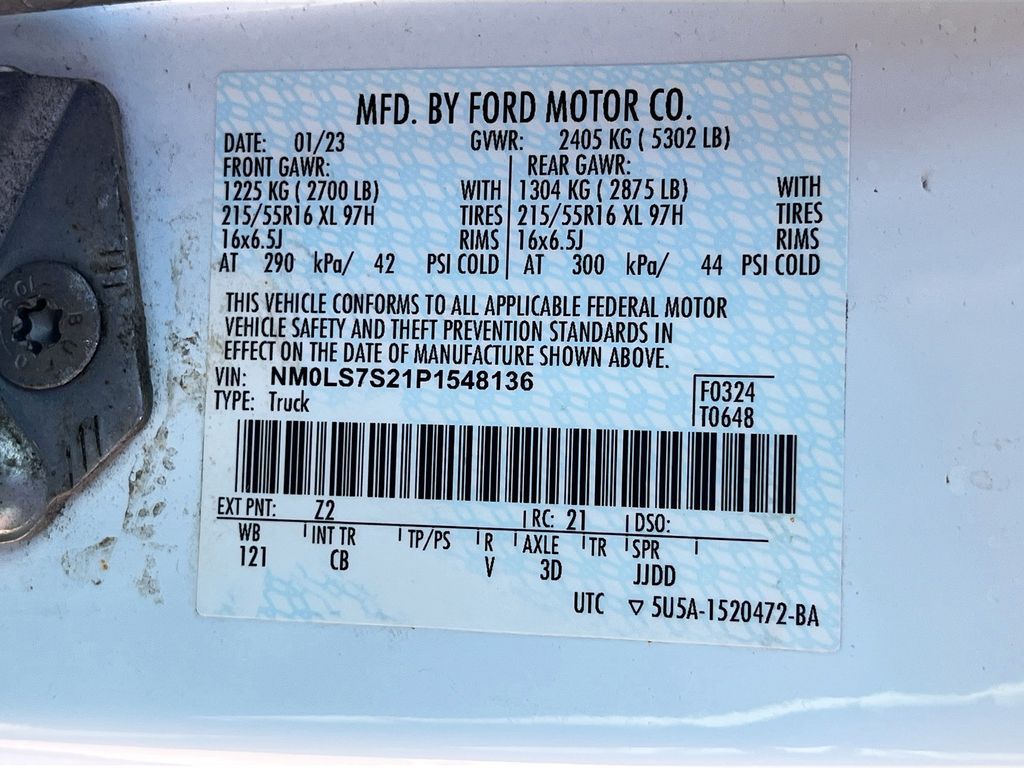 MFD. BY FORD MOTOR CO.
DATE: 01/23 GVWR: 2405 KG ( 5302 LB)
FRONT GAWR: REAR GAWR:
1225 KG ( 2700 LB) WITH 1304 KG ( 2875 LB) WITH
215/55R16 XL 97H TIRES 215/55R16 XL 97H TIRES
16x6.5J RIMS 16x6.5J RIMS
AT 290 kPa/ 42 PSI COLD AT 300 kPa/ 44 PSI COLD
THIS VEHICLE CONFORMS TO ALL APPLICABLE FEDERAL MOTOR
VEHICLE SAFETY AND THEFT PREVENTION STANDARDS IN
EFFECT ON THE DATE OF MANUFACTURE SHOWN ABOVE.
VIN: NM0LS7S21P1548136
TYPE: Truck
F0324
T0648
EXT PNT: Z2 RC: 21 DSO:
WB INT TR TP/PS R AXLE TR SPR
121 CB V 3D JJDD
UTC ▽ 5U5A-1520472-BA